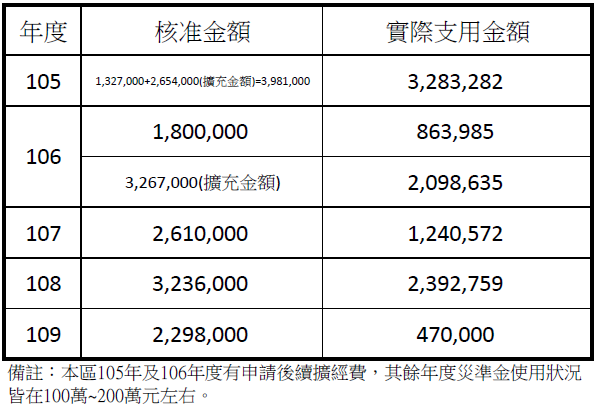 年度 核准金額 實際支用金額
105 1,327,000+2,654,000(擴充金額)=3,981,000 3,283,282
106 1,800,000 863,985
3,267,000(擴充金額) 2,098,635
107 2,610,000 1,240,572
108 3,236,000 2,392,759
109 2,298,000 470,000
備註：本區105年及106年度有申請後續擴經費，其餘年度災準金使用狀況
皆在100萬~200萬元左右。